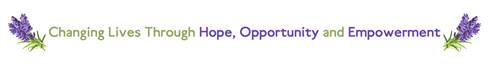 Changing Lives Through Hope, Opportunity and Empowerment